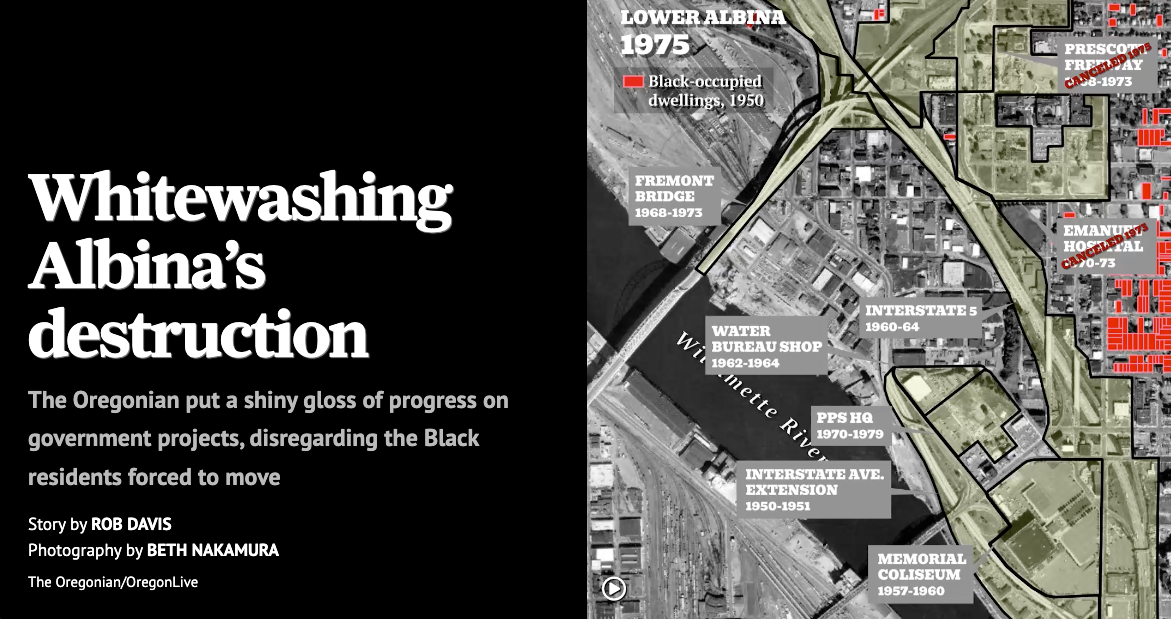 Whitewashing
Albina's
destruction
The Oregonian put a shiny gloss of progress on
government projects, disregarding the Black
residents forced to move
Story by ROB DAVIS
Photography by BETH NAKAMURA
The Oregonian/OregonLive
LOWER ALBINA
1975
Black-occupied
dwellings, 1950
PRESCOTT
FREEWAY
CANCELED 1975
68-1973
FREMONT
BRIDGE
1968-1973
EMANUEL
HOSPITAL
CANCELED 1973
70-73
INTERSTATE 5
1960-64
WATER
BUREAU SHOP
1962-1964
Willamette River
PPS HQ
1970-1979
INTERSTATE AVE.
EXTENSION
1950-1951
MEMORIAL
COLISEUM
1957-1960